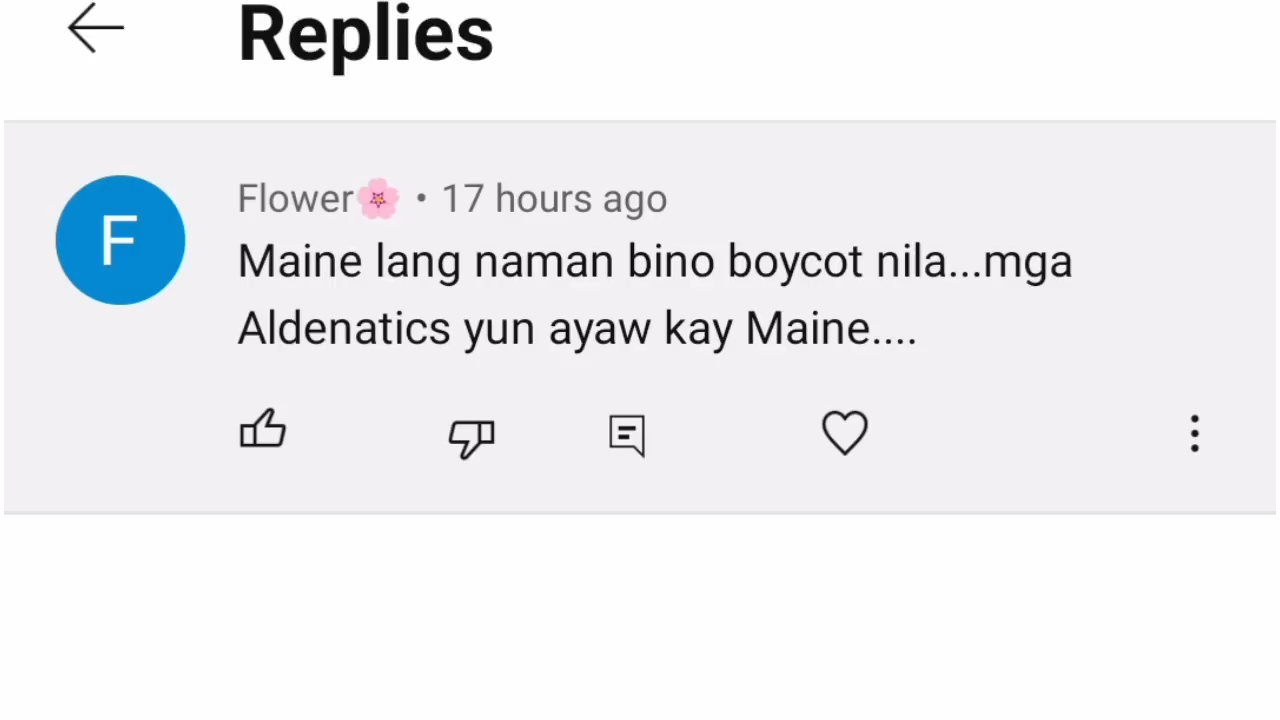 Replies
F
Flower🌸 • 17 hours ago
Maine lang naman bino boycot nila...mga
Aldenatics yun ayaw kay Maine....